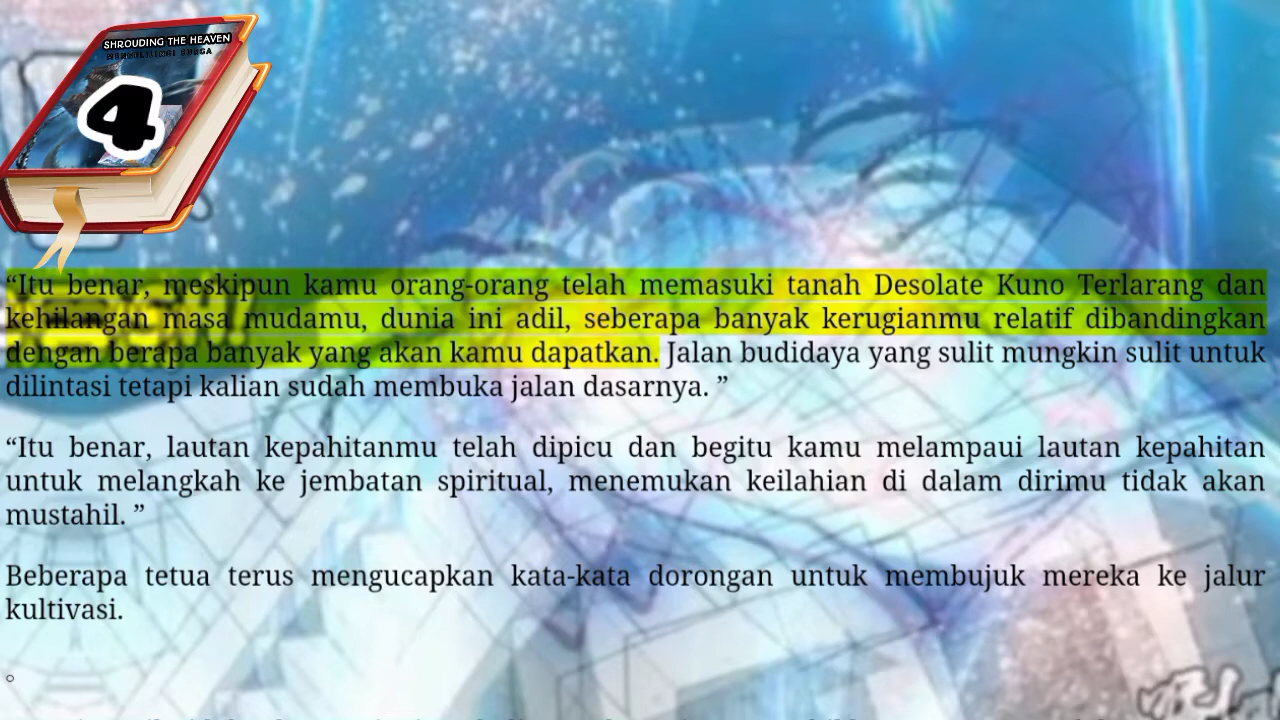 SHROUDING THE HEAVEN
4
“Itu benar, meskipun kamu orang-orang telah memasuki tanah Desolate Kuno Terlarang dan
kehilangan masa mudamu, dunia ini adil, seberapa banyak kerugianmu relatif dibandingkan
dengan berapa banyak yang akan kamu dapatkan. Jalan budidaya yang sulit mungkin sulit untuk
dilintasi tetapi kalian sudah membuka jalan dasarnya. ”
“Itu benar, lautan kepahitanmu telah dipicu dan begitu kamu melampaui lautan kepahitan
untuk melangkah ke jembatan spiritual, menemukan keilahian di dalam dirimu tidak akan
mustahil. ”
Beberapa tetua terus mengucapkan kata-kata dorongan untuk membujuk mereka ke jalur
kultivasi.